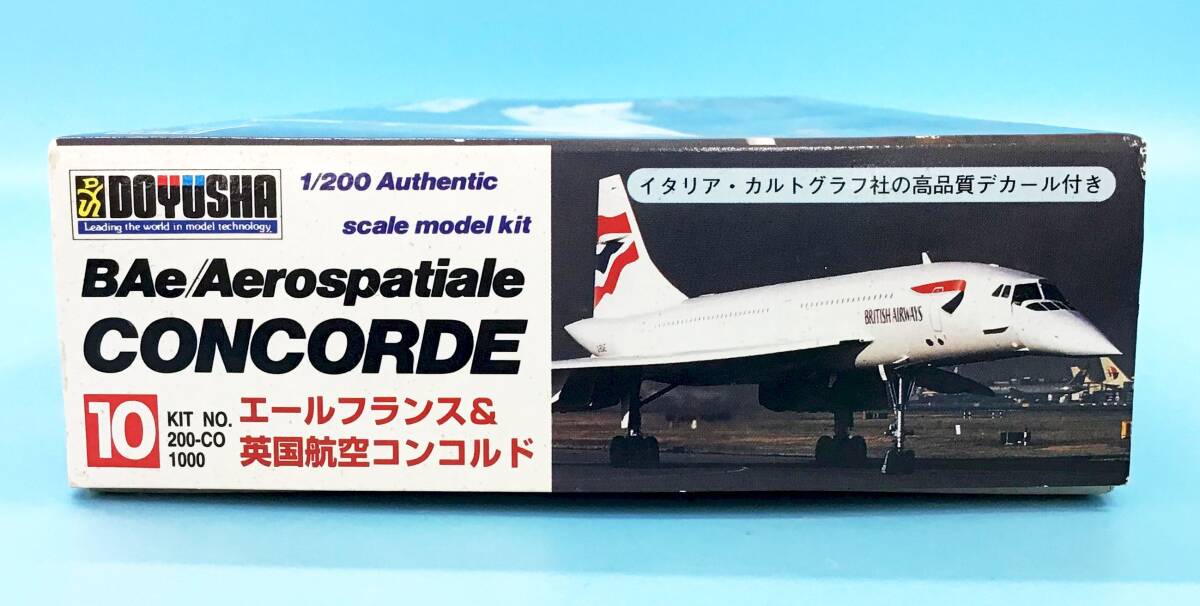 DOYUSHA
Leading the world in model technology.
1/200 Authentic
scale model kit
BAe/Aerospatiale
CONCORDE
10
KIT NO.
200-CO
1000
エールフランス&
英国航空コンコルド
イタリア・カルトグラフ社の高品質デカール付き
BRITISH AIRWAYS